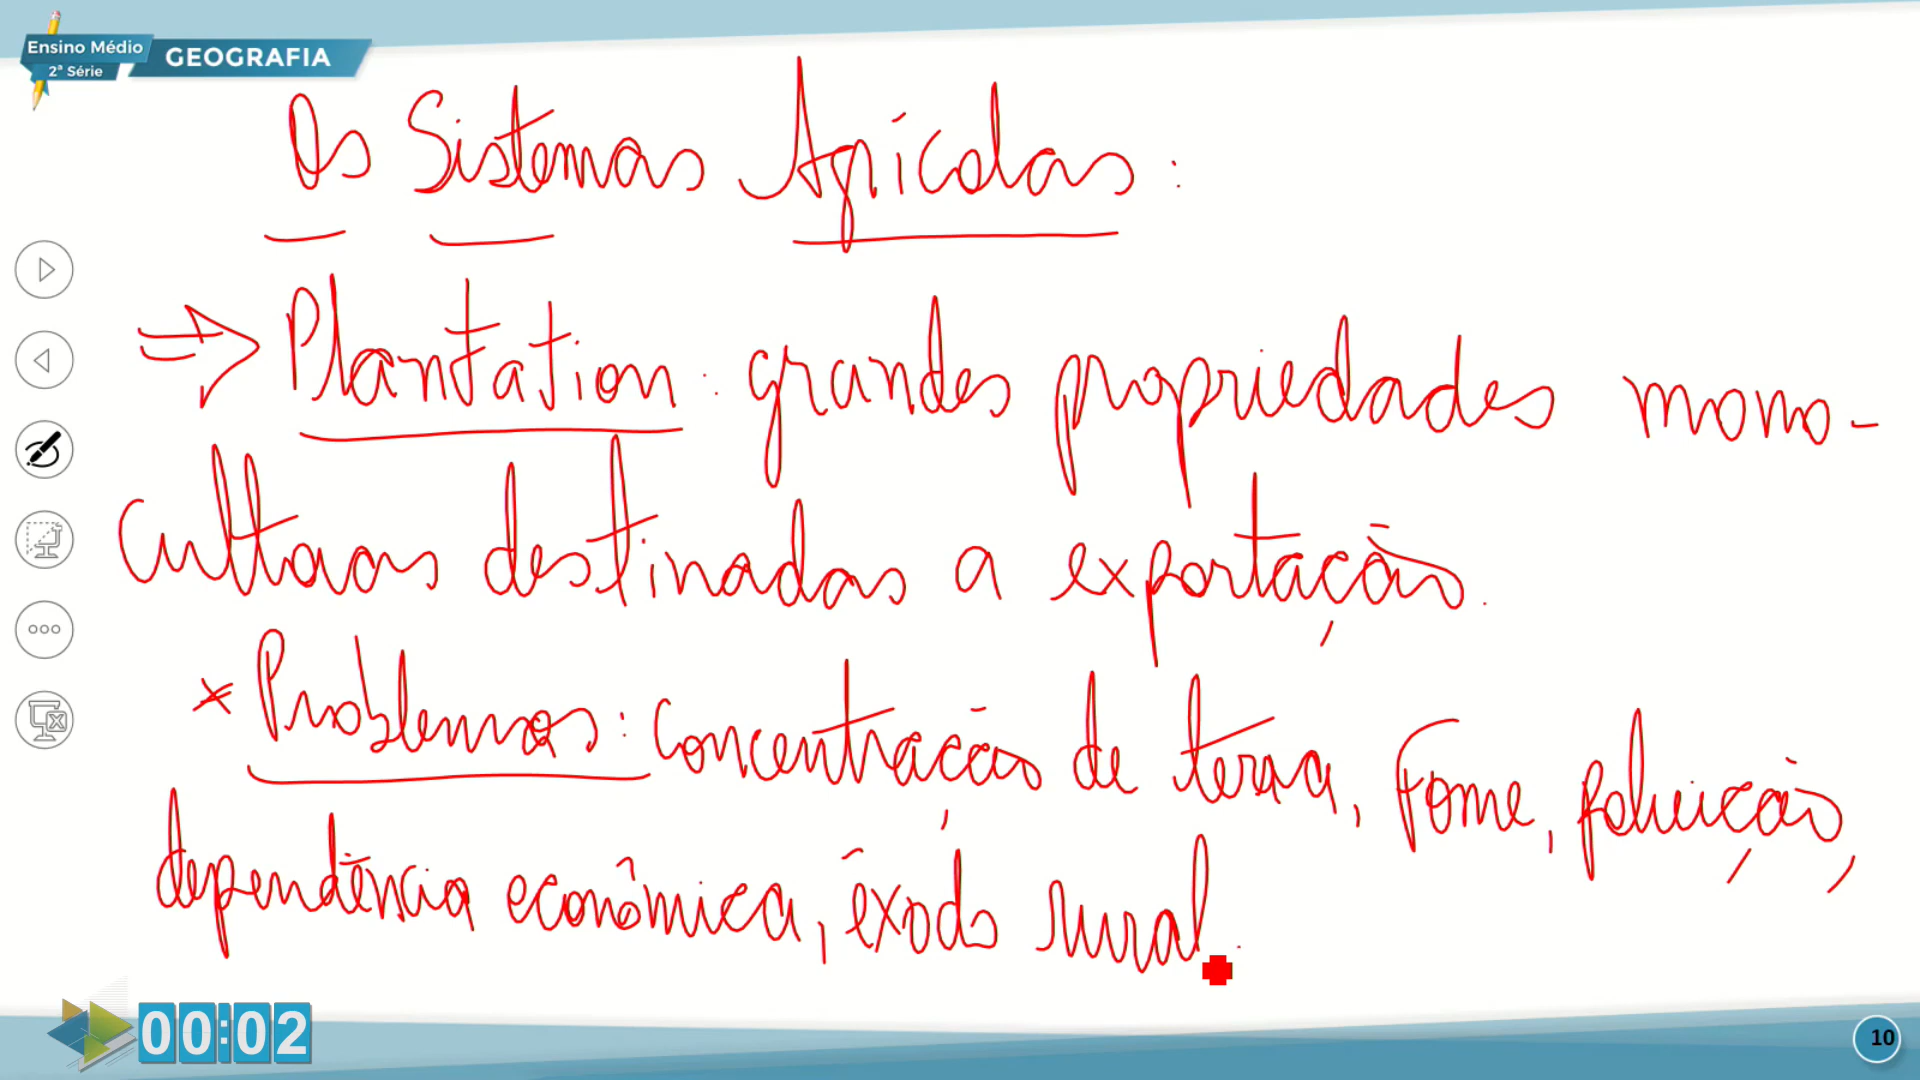 Ensino Médio
2ª Série
GEOGRAFIA
Os Sistemas Agrícolas:
⇒ Plantation: grandes propriedades mono-
cultoras destinadas a exportação.
* Problemas: concentração de terra, Fome, poluição,
dependência econômica, êxodo rural.
00:02
10